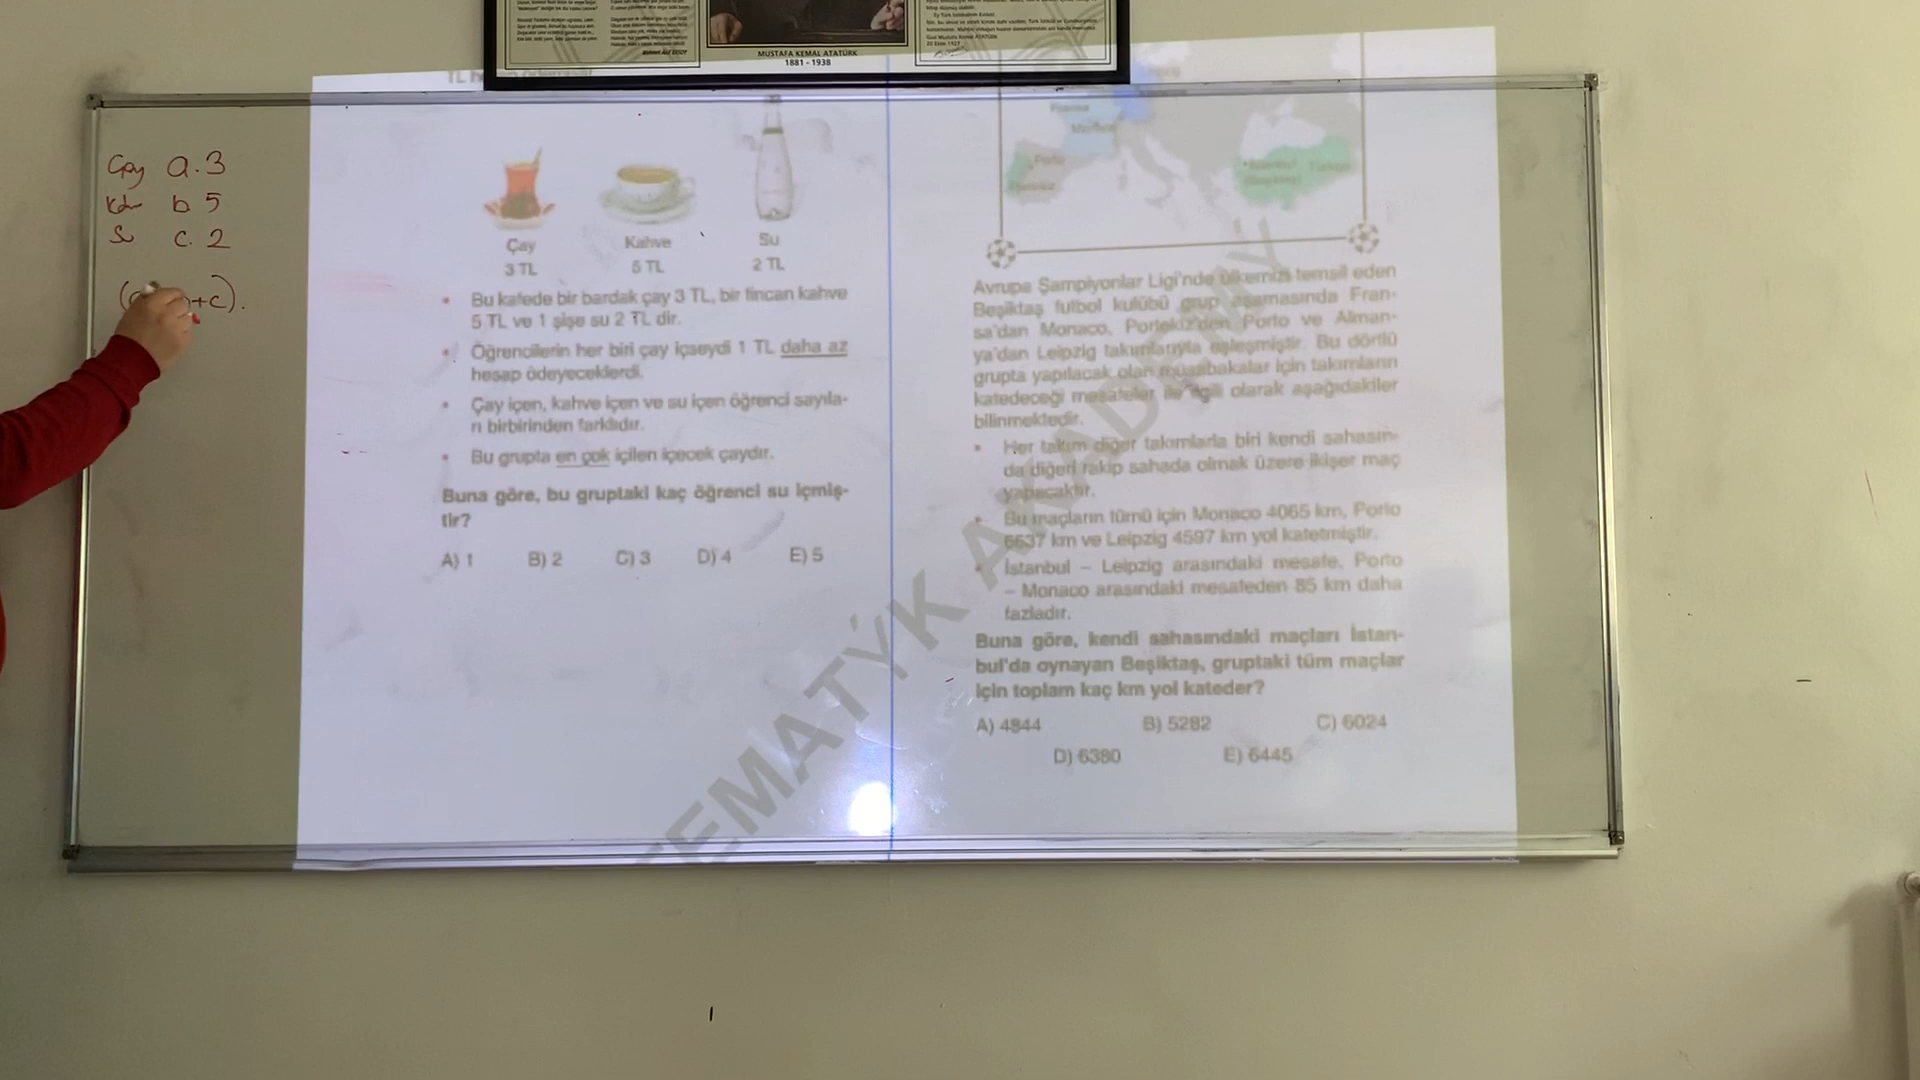 MUSTAFA KEMAL ATATÜRK
1881 - 1938
Çay a.3
b 5
Su c. 2
+c).
Çay
3 TL
Kahve
5 TL
Su
2 TL
• Bu kafede bir bardak çay 3 TL, bir fincan kahve
5 TL ve 1 şişe su 2 TL dir.
• Öğrencilerin her biri çay içseydi 1 TL daha az
hesap ödeyeceklerdi.
• Çay içen, kahve içen ve su içen öğrenci sayıla-
rı birbirinden farklıdır.
• Bu grupta en çok içilen içecek çaydır.
Buna göre, bu gruptaki kaç öğrenci su içmiş-
tir?
A) 1 B) 2 C) 3 D) 4 E) 5
Porto
Portekiz
İstanbul
(Beşiktaş)
Türkiye
Avrupa Şampiyonlar Ligi'nde ülkemizi temsil eden
Beşiktaş futbol kulübü grup aşamasında Fran-
sa'dan Monaco, Portekiz'den Porto ve Alman-
ya'dan Leipzig takımlarıyla eşleşmiştir. Bu dörtlü
grupta yapılacak olan müsabakalar için takımların
katedeceği mesafeler ile ilgili olarak aşağıdakiler
bilinmektedir.
• Her takım diğer takımlarla biri kendi sahasın-
da diğeri rakip sahada olmak üzere ikişer maç
yapacaktır.
• Bu maçların tümü için Monaco 4065 km, Porto
6637 km ve Leipzig 4597 km yol katetmiştir.
• İstanbul – Leipzig arasındaki mesafe, Porto
– Monaco arasındaki mesafeden 85 km daha
fazladır.
Buna göre, kendi sahasındaki maçları İstan-
bul'da oynayan Beşiktaş, gruptaki tüm maçlar
için toplam kaç km yol kateder?
A) 4844 B) 5282 C) 6024
D) 6380 E) 6445
TEMATÝK AKADEMY